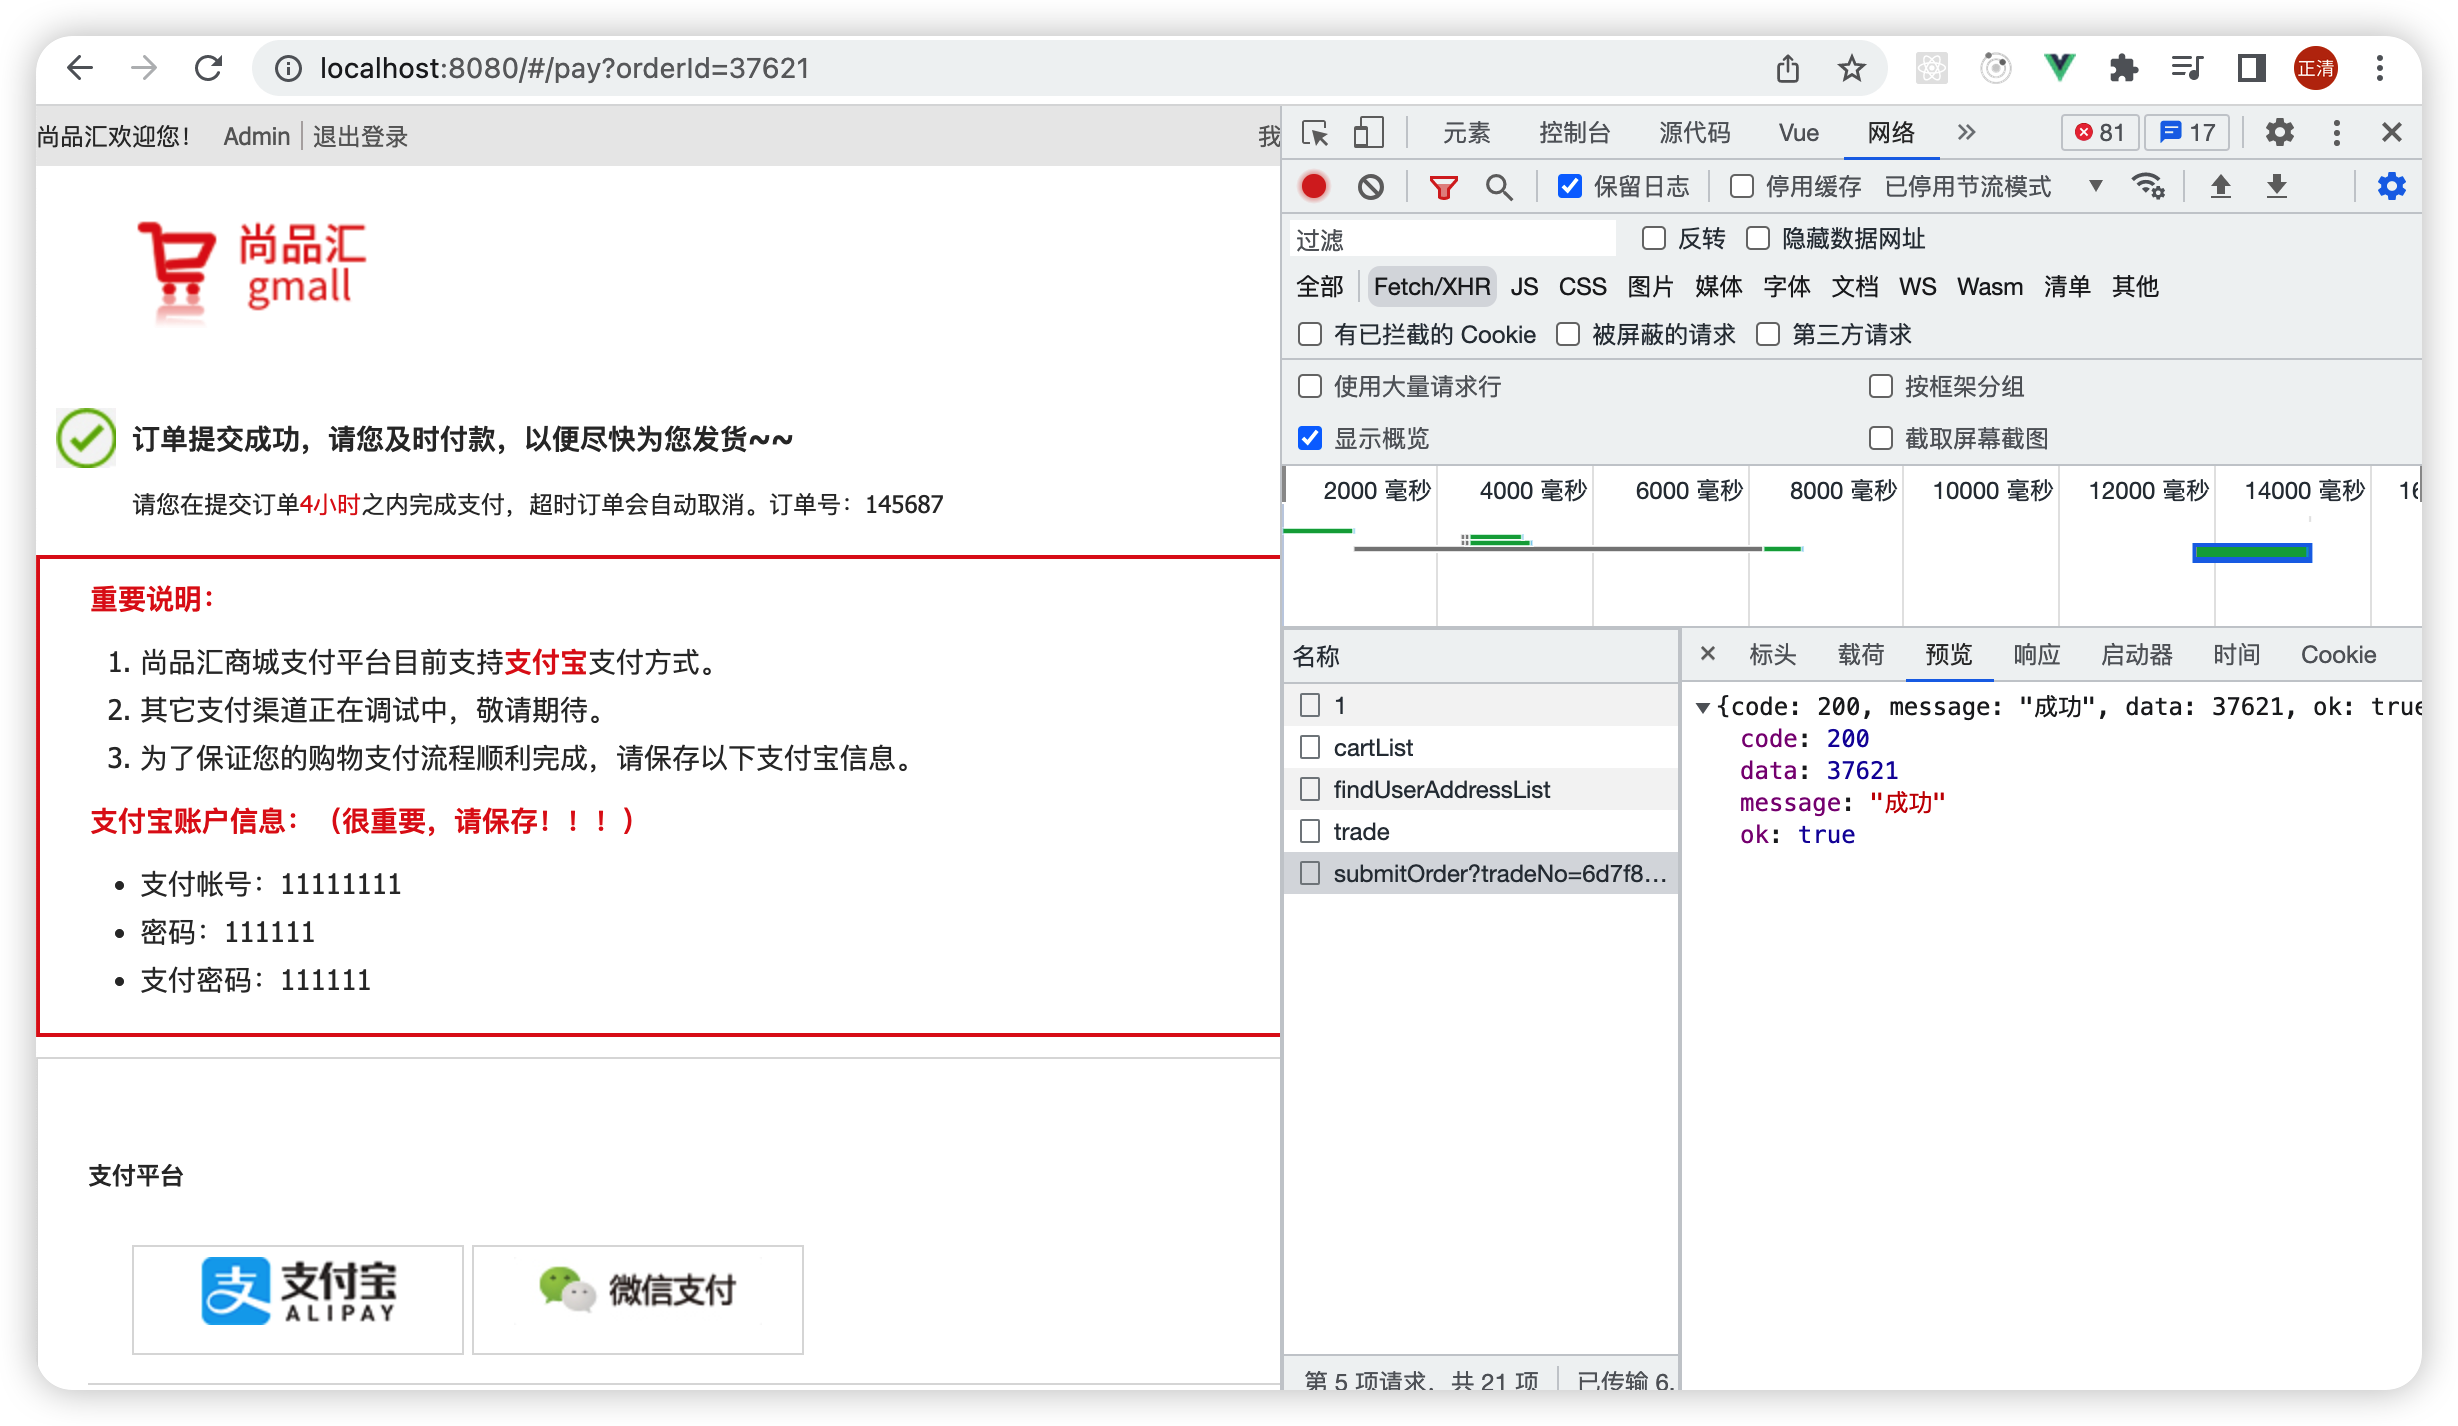 localhost:8080/#/pay?orderId=37621
正清
尚品汇欢迎您! Admin 退出登录 我
尚品汇
gmall
订单提交成功，请您及时付款，以便尽快为您发货~~
请您在提交订单4小时之内完成支付，超时订单会自动取消。订单号：145687
重要说明：
1. 尚品汇商城支付平台目前支持支付宝支付方式。
2. 其它支付渠道正在调试中，敬请期待。
3. 为了保证您的购物支付流程顺利完成，请保存以下支付宝信息。
支付宝账户信息：（很重要，请保存！！！）
• 支付帐号：11111111
• 密码：111111
• 支付密码：111111
支付平台
支付宝
ALIPAY
微信支付
元素 控制台 源代码 Vue 网络 81 17
保留日志 停用缓存 已停用节流模式
过滤 反转 隐藏数据网址
全部 Fetch/XHR JS CSS 图片 媒体 字体 文档 WS Wasm 清单 其他
有已拦截的 Cookie 被屏蔽的请求 第三方请求
使用大量请求行 按框架分组
显示概览 截取屏幕截图
2000 毫秒 4000 毫秒 6000 毫秒 8000 毫秒 10000 毫秒 12000 毫秒 14000 毫秒
名称
1
cartList
findUserAddressList
trade
submitOrder?tradeNo=6d7f8...
第 5 项请求，共 21 项 已传输 6.
标头 载荷 预览 响应 启动器 时间 Cookie
{code: 200, message: "成功", data: 37621, ok: true
code: 200
data: 37621
message: "成功"
ok: true